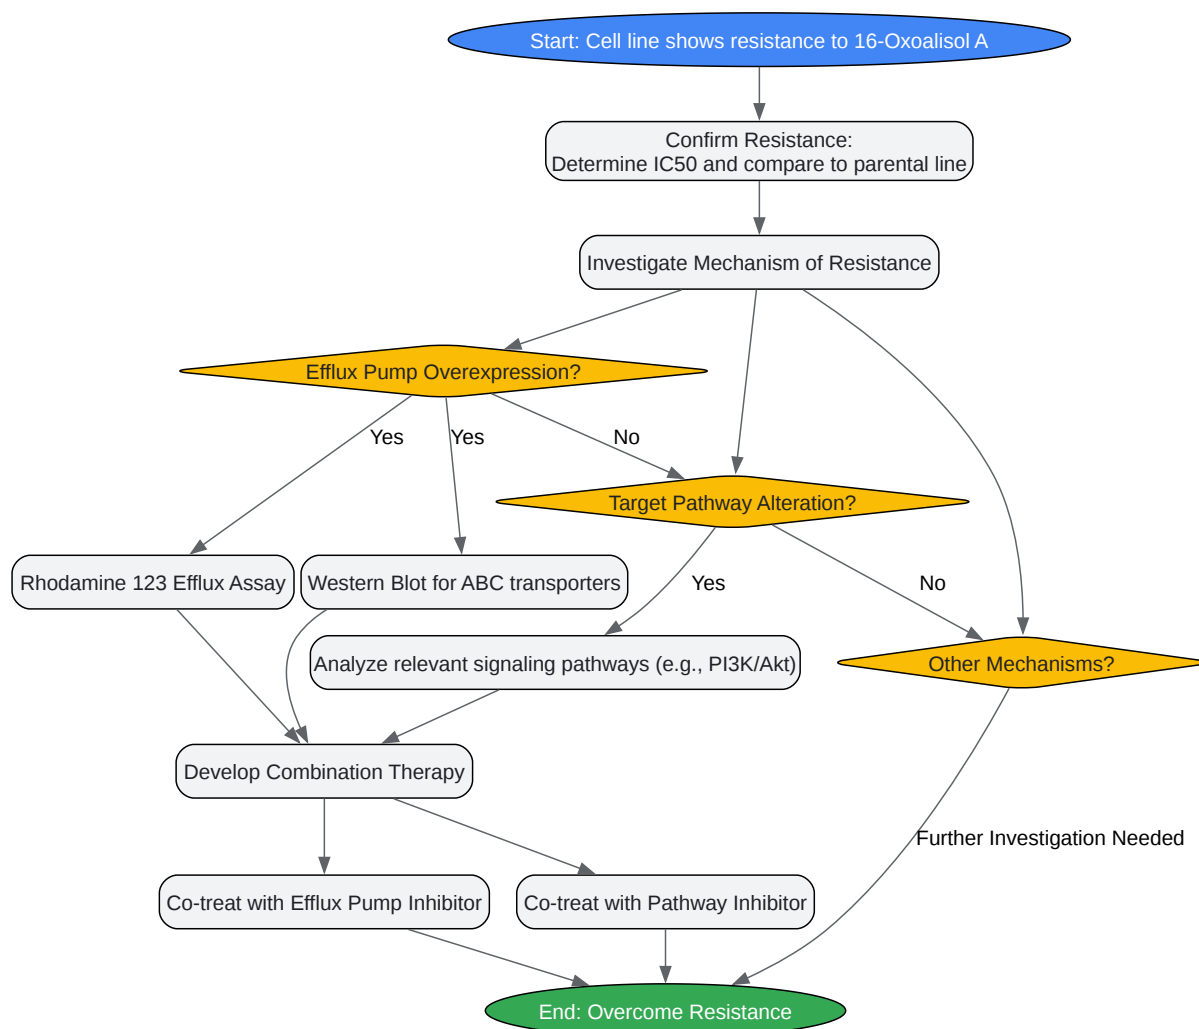 Start: Cell line shows resistance to 16-Oxoalisol A
Confirm Resistance:
Determine IC50 and compare to parental line
Investigate Mechanism of Resistance
Efflux Pump Overexpression?
Yes
Yes
No
Target Pathway Alteration?
Rhodamine 123 Efflux Assay
Western Blot for ABC transporters
Yes
No
Analyze relevant signaling pathways (e.g., PI3K/Akt)
Other Mechanisms?
Develop Combination Therapy
Further Investigation Needed
Co-treat with Efflux Pump Inhibitor
Co-treat with Pathway Inhibitor
End: Overcome Resistance